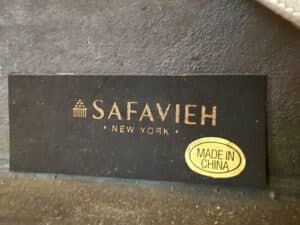 SAFAVIEH
• NEW YORK •
MADE IN
CHINA